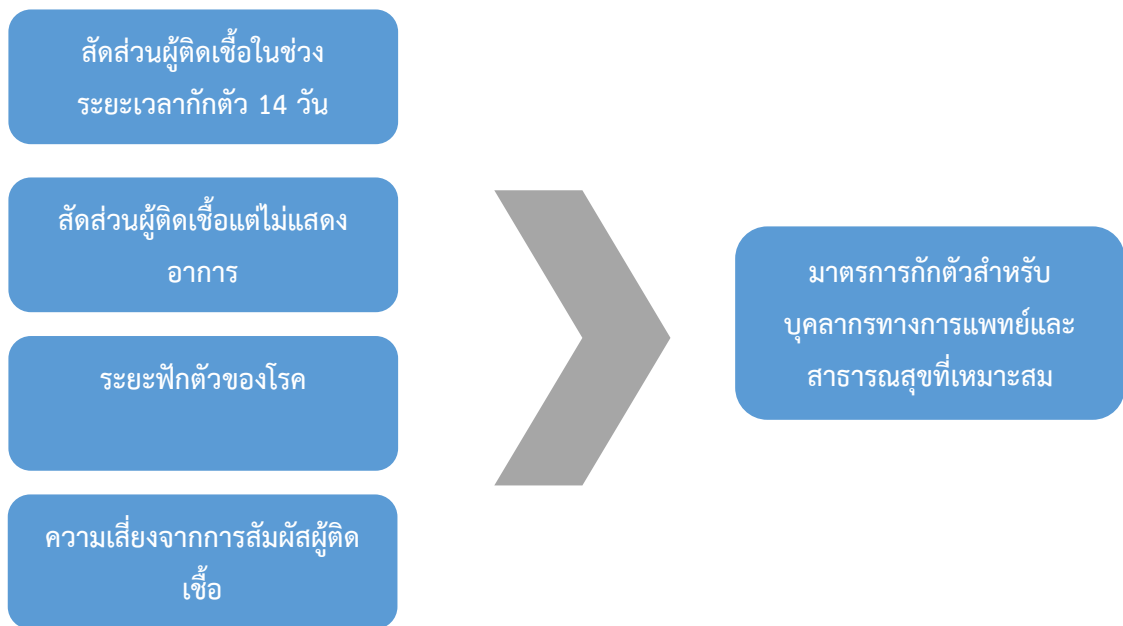 สัดส่วนผู้ติดเชื้อในช่วง
ระยะเวลากักตัว 14 วัน
สัดส่วนผู้ติดเชื้อแต่ไม่แสดง
อาการ
ระยะฟักตัวของโรค
ความเสี่ยงจากการสัมผัสผู้ติด
เชื้อ
มาตรการกักตัวสำหรับ
บุคลากรทางการแพทย์และ
สาธารณสุขที่เหมาะสม